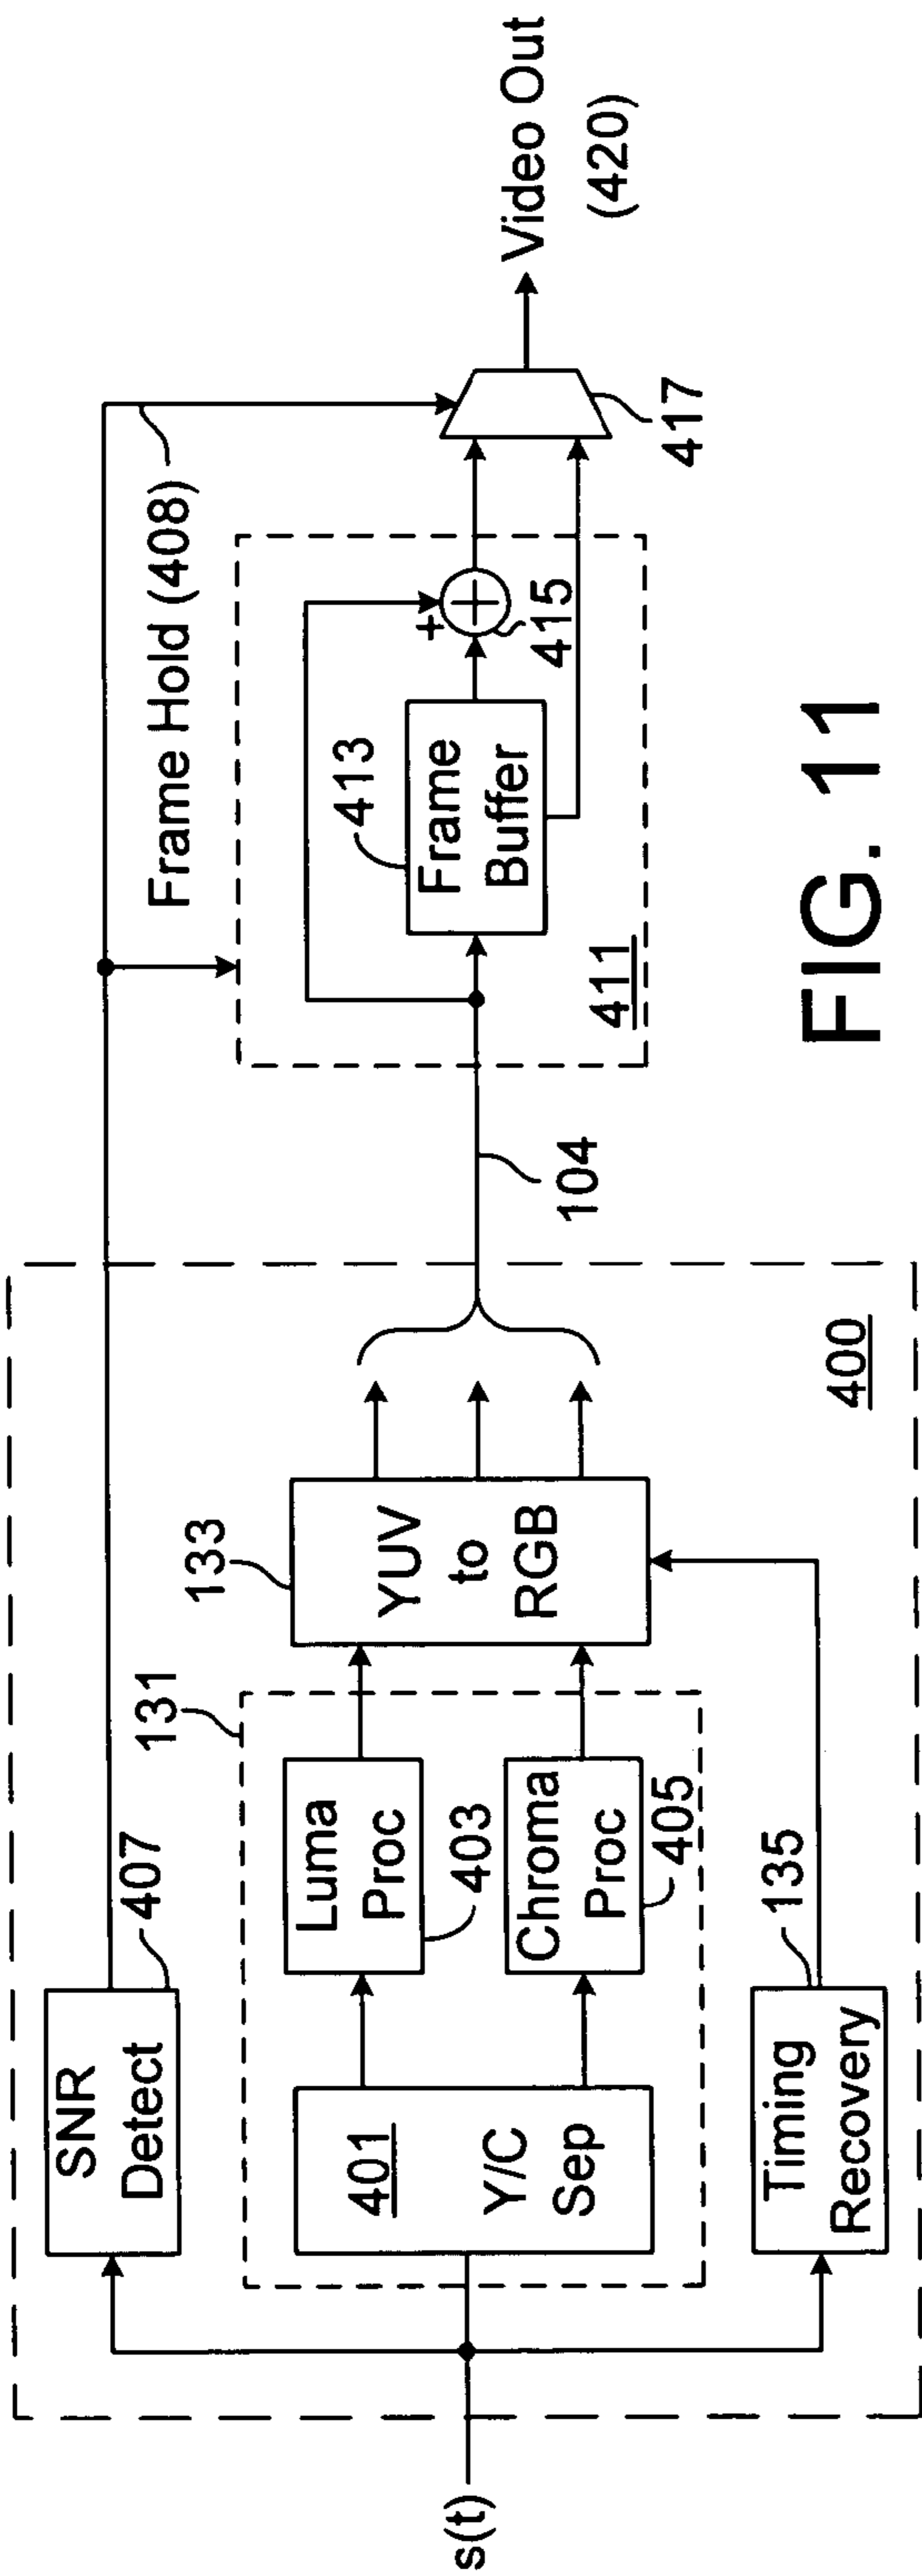 s(t)
SNR
Detect
407
401
Y/C
Sep
Timing
Recovery
135
131
Luma
Proc
403
Chroma
Proc
405
133
YUV
to
RGB
400
104
Frame Hold (408)
411
413
Frame
Buffer
+
415
417
Video Out
(420)
FIG. 11